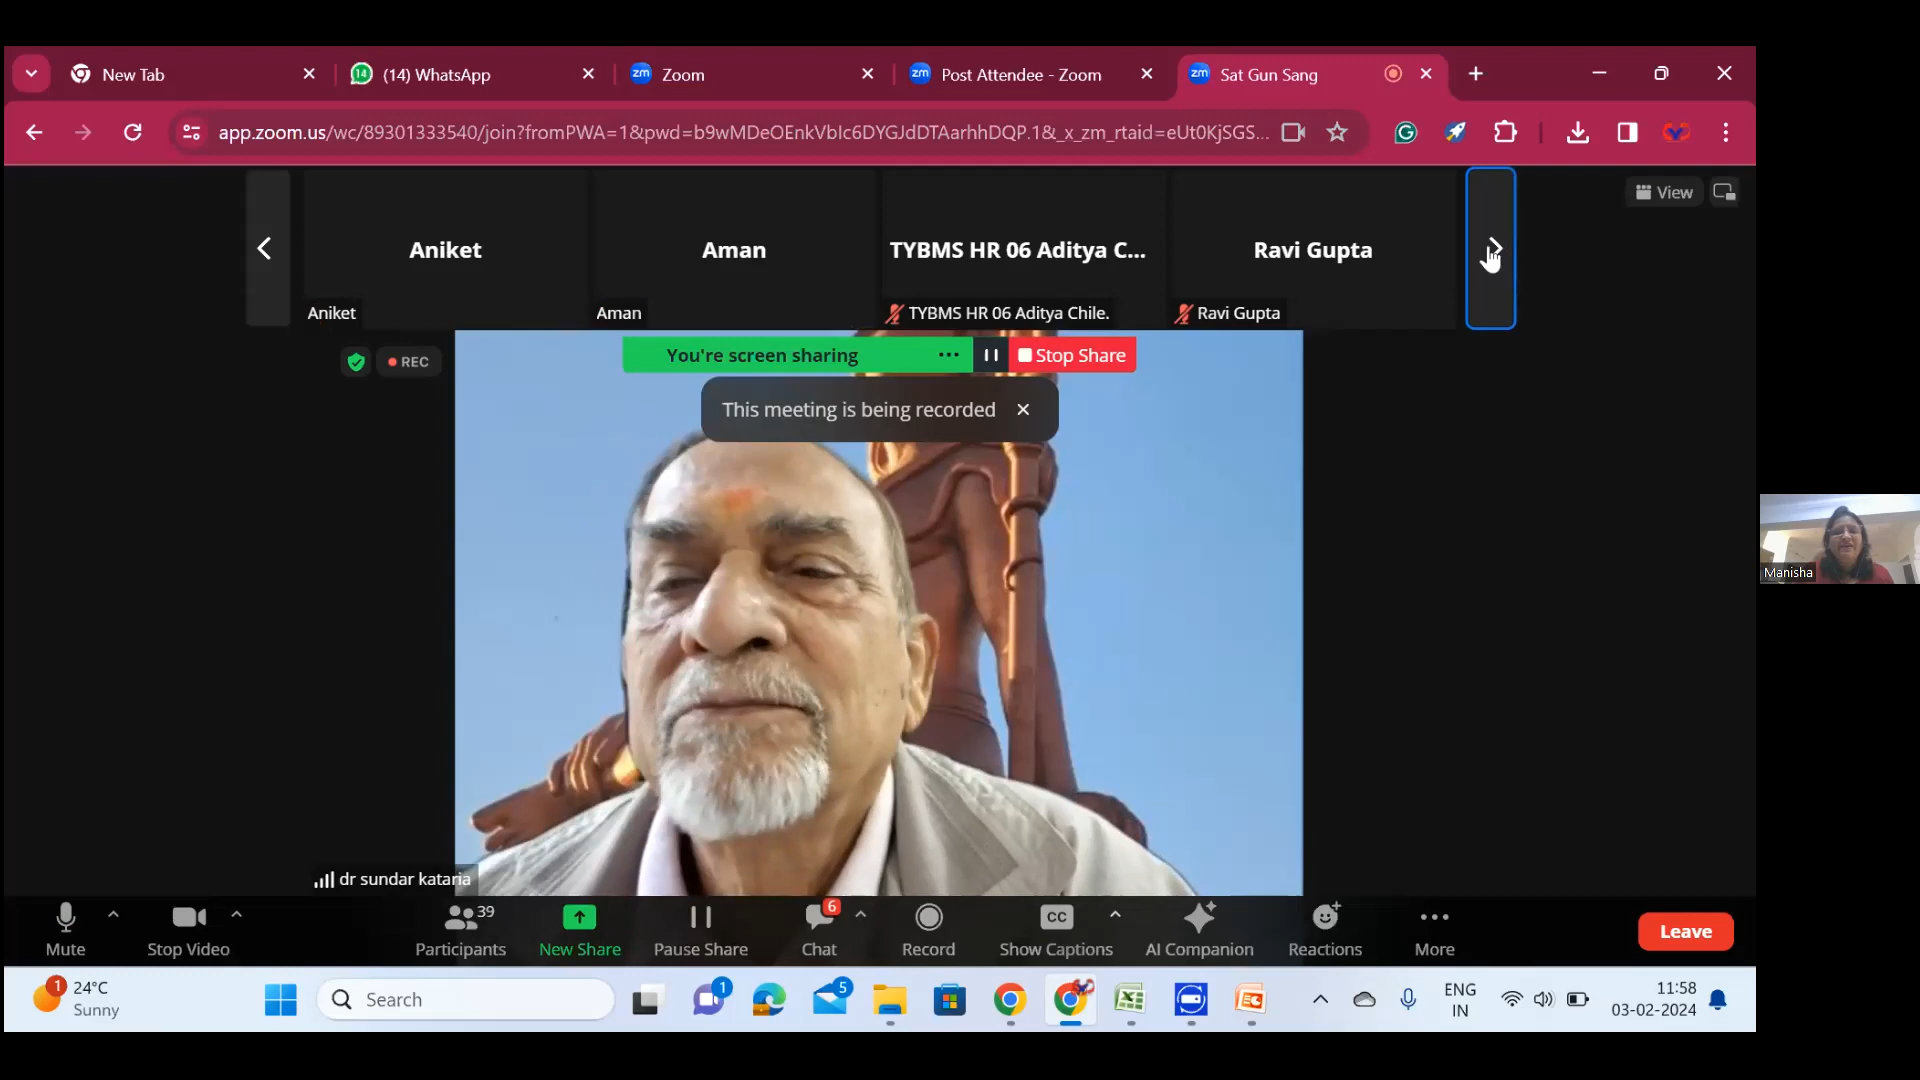 New Tab
(14) WhatsApp
Zoom
Post Attendee - Zoom
Sat Gun Sang
app.zoom.us/wc/89301333540/join?fromPWA=1&pwd=b9wMDeOEnkVbIc6DYGJdDTAarhhDQP.1&_x_zm_rtaid=eUt0KjSGS...
View
Aniket
Aman
TYBMS HR 06 Aditya C...
Ravi Gupta
Aniket
Aman
TYBMS HR 06 Aditya Chile.
Ravi Gupta
REC
You're screen sharing
Stop Share
This meeting is being recorded
Manisha
dr sundar kataria
39
6
CC
Mute
Stop Video
Participants
New Share
Pause Share
Chat
Record
Show Captions
AI Companion
Reactions
More
Leave
1
24°C
Sunny
Search
1
5
ENG
IN
11:58
03-02-2024